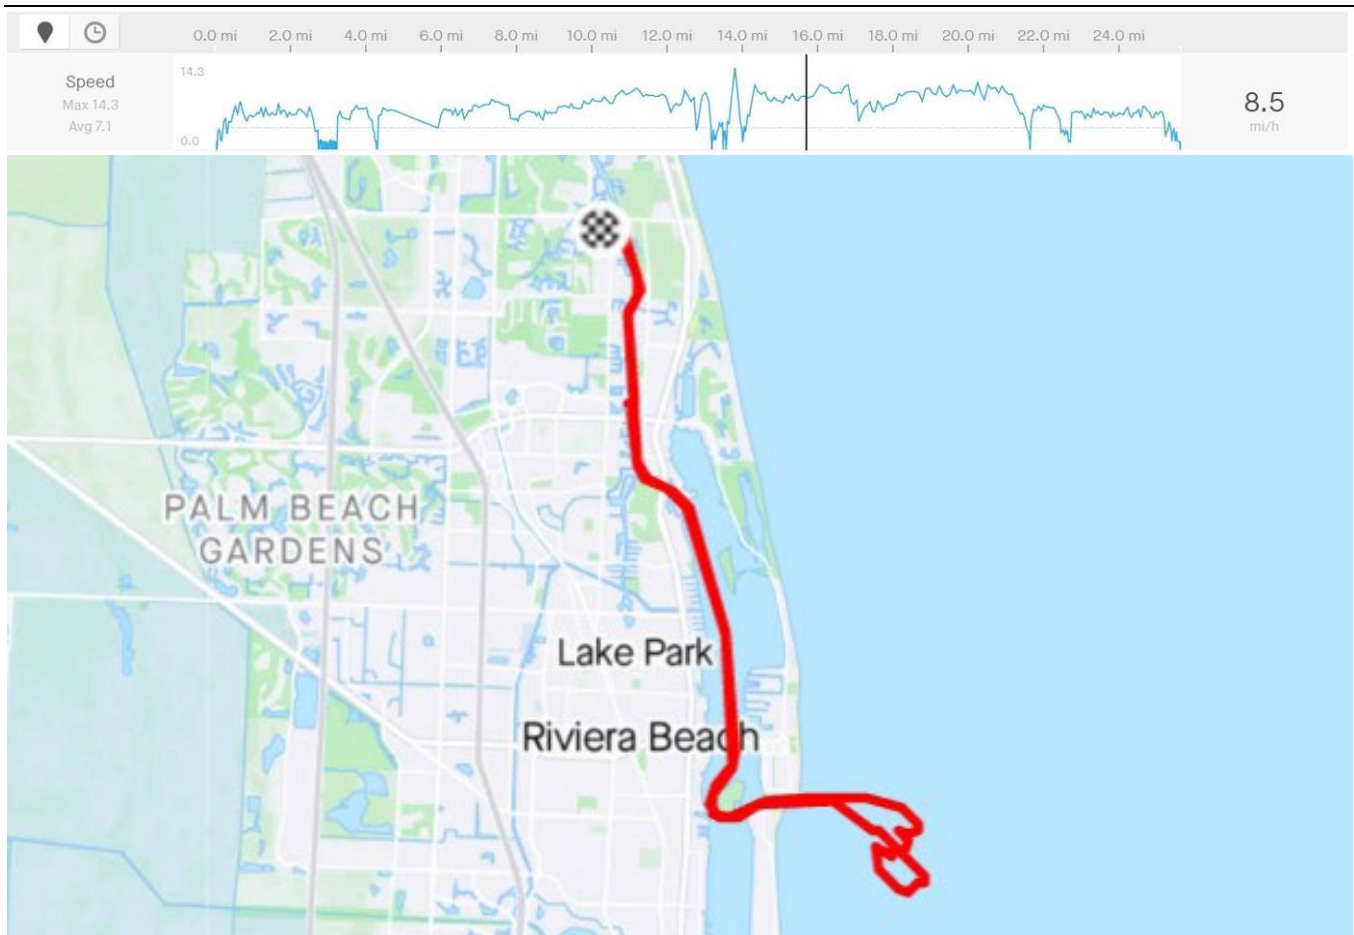 0.0 mi 2.0 mi 4.0 mi 6.0 mi 8.0 mi 10.0 mi 12.0 mi 14.0 mi 16.0 mi 18.0 mi 20.0 mi 22.0 mi 24.0 mi
Speed
Max 14.3
Avg 7.1
14.3
0.0
8.5
mi/h
PALM BEACH
GARDENS
Lake Park
Riviera Beach